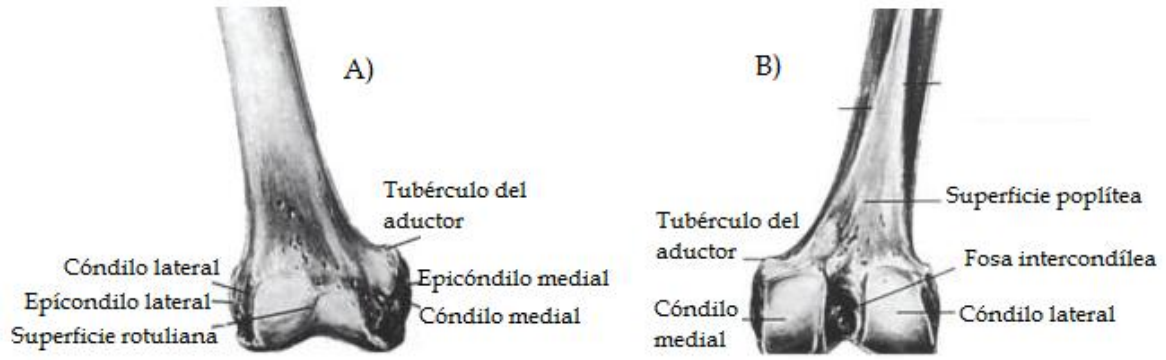 A)
Tubérculo del
aductor
Cóndilo lateral
Epícondilo lateral
Superficie rotuliana
Epicóndilo medial
Cóndilo medial
B)
Superficie poplítea
Tubérculo del
aductor
Fosa intercondílea
Cóndilo
medial
Cóndilo lateral